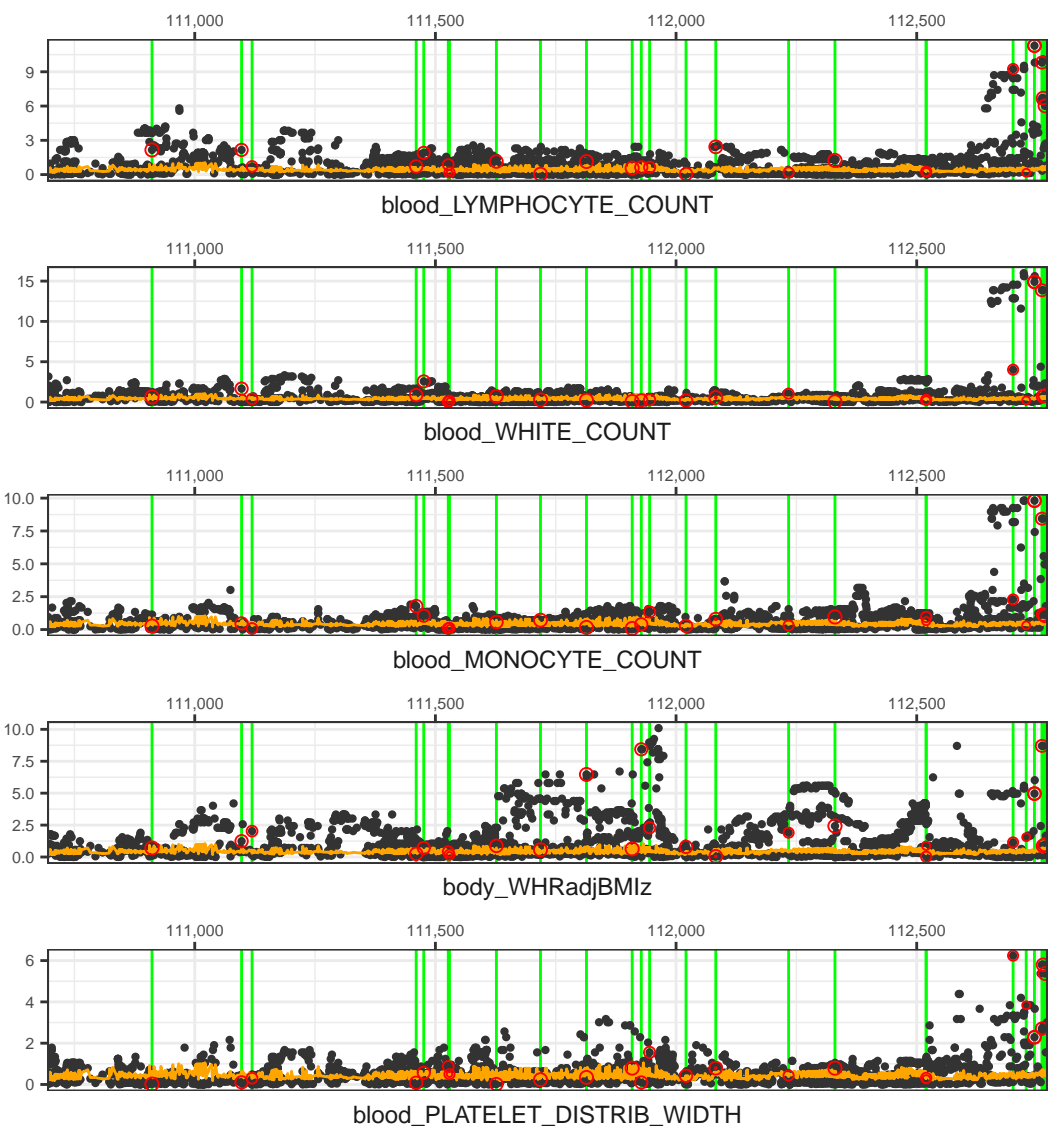 111,000 111,500 112,000 112,500
9
6
3
0
blood_LYMPHOCYTE_COUNT
111,000 111,500 112,000 112,500
15
10
5
0
blood_WHITE_COUNT
111,000 111,500 112,000 112,500
10.0
7.5
5.0
2.5
0.0
blood_MONOCYTE_COUNT
111,000 111,500 112,000 112,500
10.0
7.5
5.0
2.5
0.0
body_WHRadjBMIz
111,000 111,500 112,000 112,500
6
4
2
0
blood_PLATELET_DISTRIB_WIDTH